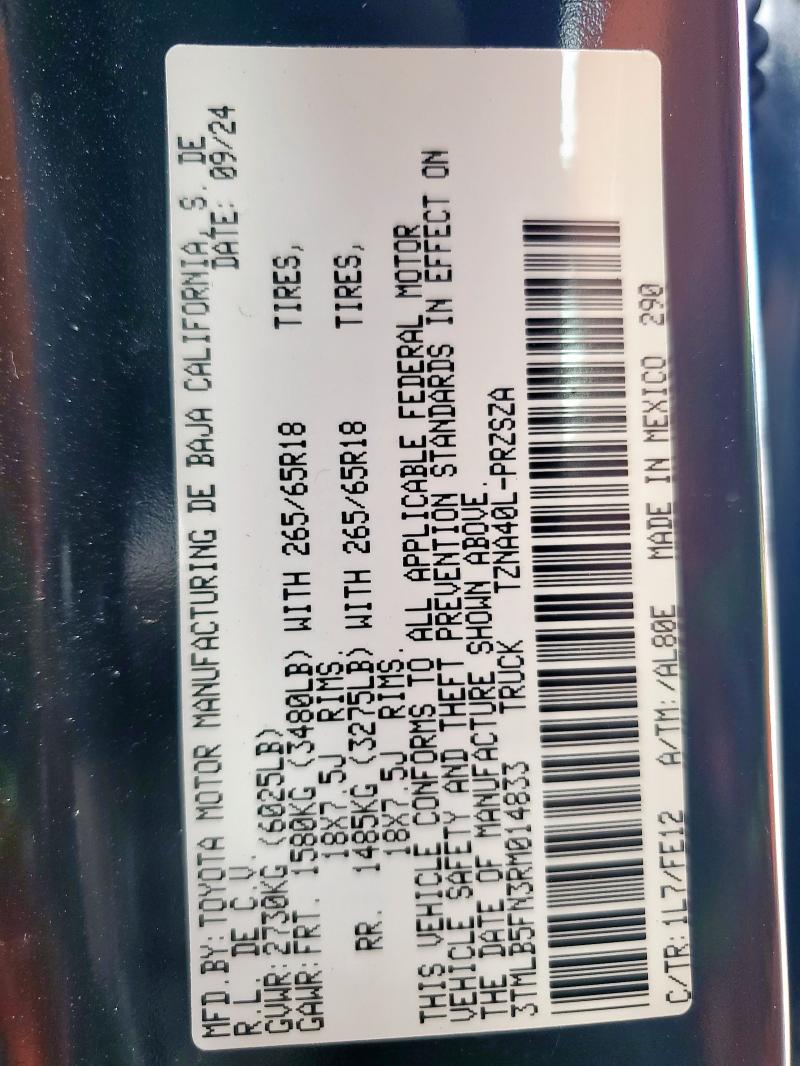 MFD.BY: TOYOTA MOTOR MANUFACTURING DE BAJA CALIFORNIA, S. DE
R.L. DE C.V. DATE: 09/24
GVWR: 2730KG (6025LB)
GAWR: FRT. 1580KG (3480LB) WITH 265/65R18 TIRES,
18X7.5J RIMS.
RR. 1485KG (3275LB) WITH 265/65R18 TIRES,
18X7.5J RIMS.
THIS VEHICLE CONFORMS TO ALL APPLICABLE FEDERAL MOTOR
VEHICLE SAFETY AND THEFT PREVENTION STANDARDS IN EFFECT ON
THE DATE OF MANUFACTURE SHOWN ABOVE.
3TMLB5FN3RM014833 TRUCK TZNA40L-PRZSZA
C/TR: 1L7/FE12 A/TM: /AL80E MADE IN MEXICO 290